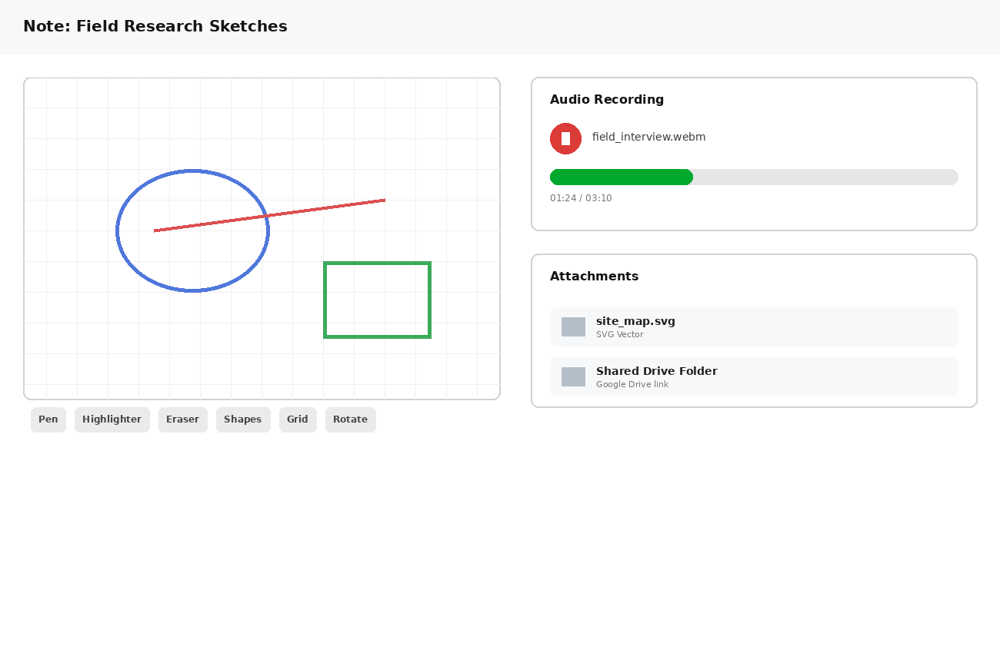 Note: Field Research Sketches
Pen
Highlighter
Eraser
Shapes
Grid
Rotate
Audio Recording
field_interview.webm
01:24 / 03:10
Attachments
site_map.svg
SVG Vector
Shared Drive Folder
Google Drive link